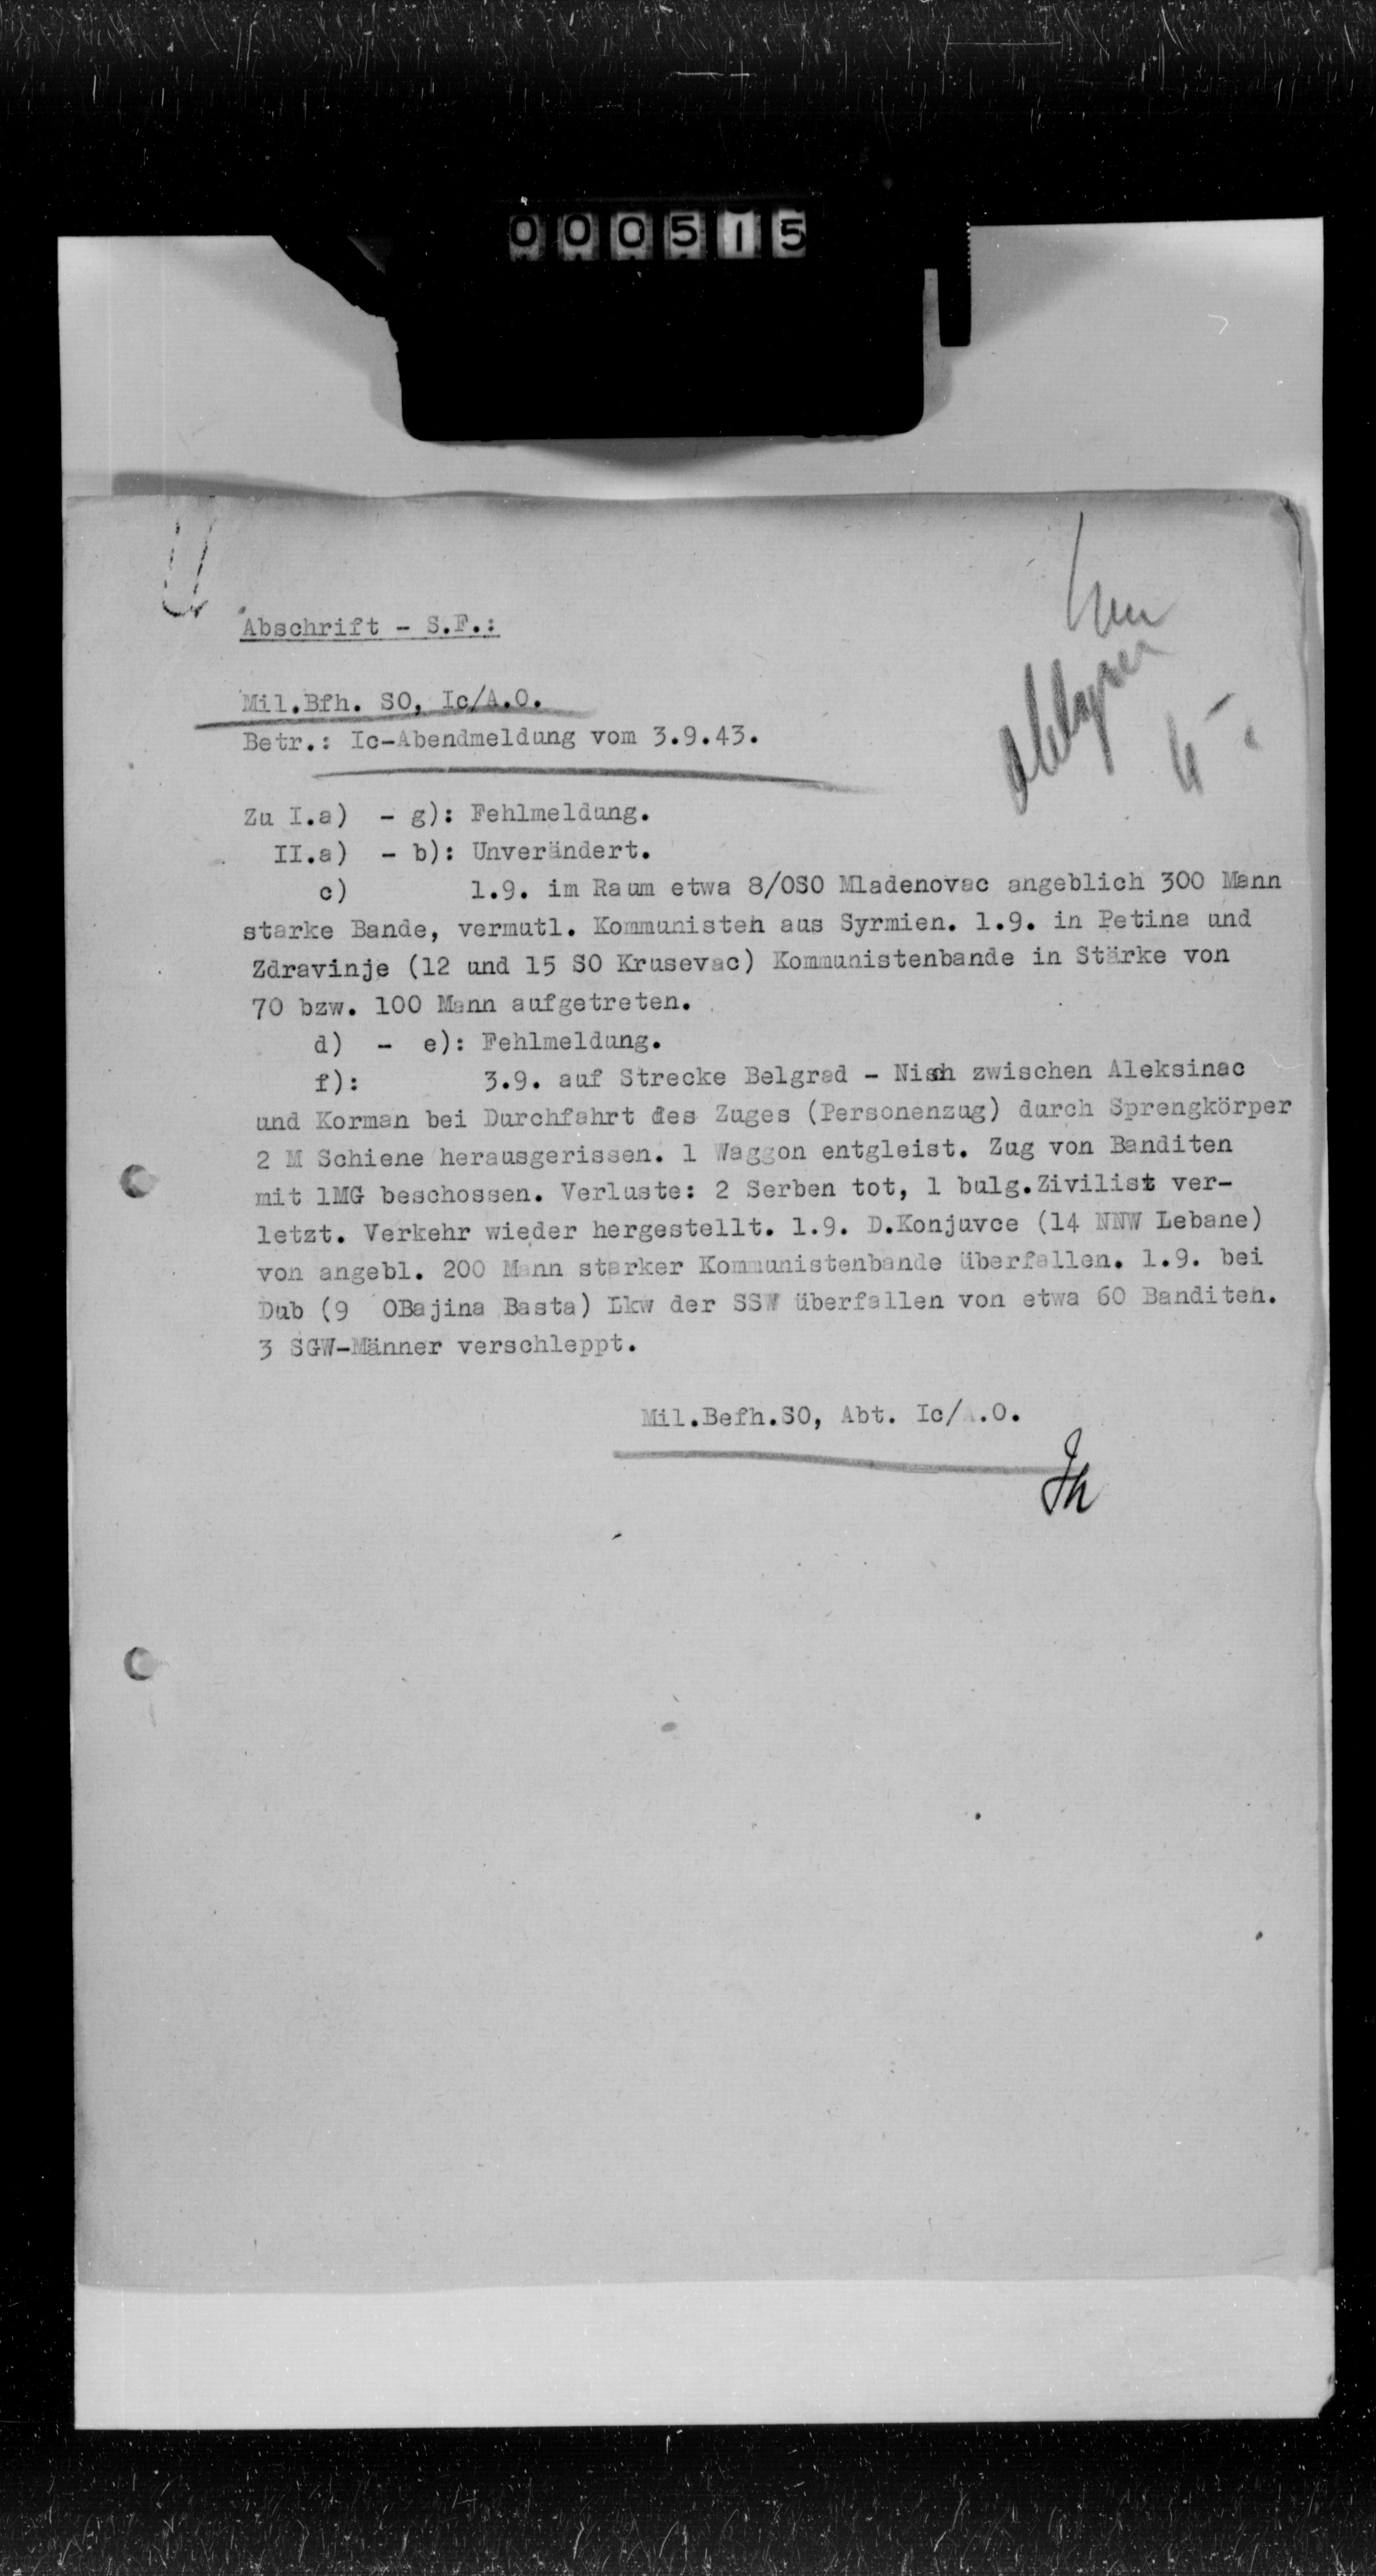 000515
Abschrift - S.F.:
Mil.Bfh. SO, Ic/A.O.
Betr.: Ic-Abendmeldung vom 3.9.43.
Zu I.a) - g): Fehlmeldung.
II.a) - b): Unverändert.
c) 1.9. im Raum etwa 8/OSO Mladenovac angeblich 300 Mann
starke Bande, vermutl. Kommunisten aus Syrmien. 1.9. in Petina und
Zdravinje (12 und 15 SO Krusevac) Kommunistenbande in Stärke von
70 bzw. 100 Mann aufgetreten.
d) - e): Fehlmeldung.
f): 3.9. auf Strecke Belgrad - Nisch zwischen Aleksinac
und Korman bei Durchfahrt des Zuges (Personenzug) durch Sprengkörper
2 M Schiene herausgerissen. 1 Waggon entgleist. Zug von Banditen
mit 1MG beschossen. Verluste: 2 Serben tot, 1 bulg.Zivilist ver-
letzt. Verkehr wieder hergestellt. 1.9. D.Konjuvce (14 NNW Lebane)
von angebl. 200 Mann starker Kommunistenbande überfallen. 1.9. bei
Dub (9 OBajina Basta) Lkw der SSW überfallen von etwa 60 Banditen.
3 SGW-Männer verschleppt.
Mil.Befh.SO, Abt. Ic/A.O.